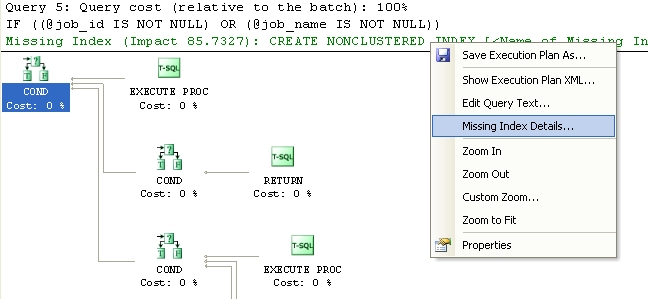 Query 5: Query cost (relative to the batch): 100%
IF ((@job_id IS NOT NULL) OR (@job_name IS NOT NULL))
Missing Index (Impact 85.7327): CREATE NONCLUSTERED INDEX [<Name of Missing In
Save Execution Plan As...
Show Execution Plan XML...
Edit Query Text...
Missing Index Details...
Zoom In
Zoom Out
Custom Zoom...
Zoom to Fit
Properties
?
T
E
COND
Cost: 0 %
T-SQL
EXECUTE PROC
Cost: 0 %
?
T
E
COND
Cost: 0 %
T-SQL
RETURN
Cost: 0 %
?
T
E
COND
Cost: 0 %
T-SQL
EXECUTE PROC
Cost: 0 %